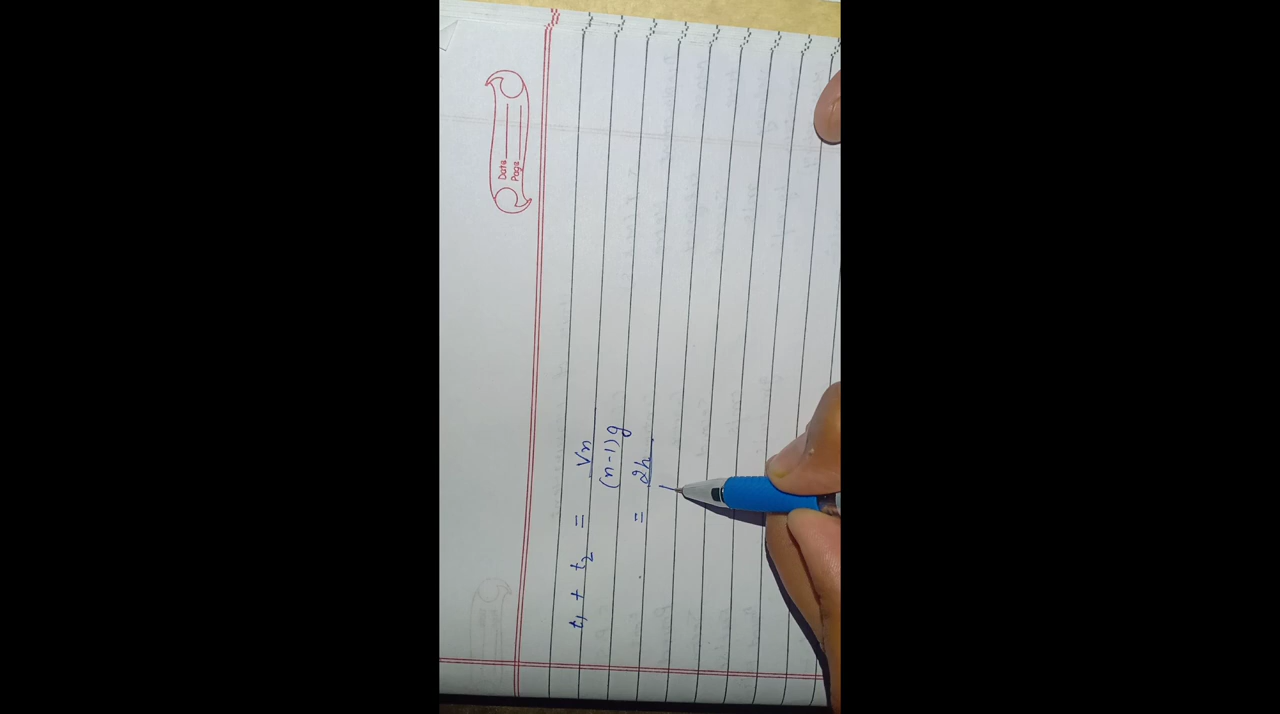 Date
Page
t1 + t2 = Vn
(n-1)g
= 2h